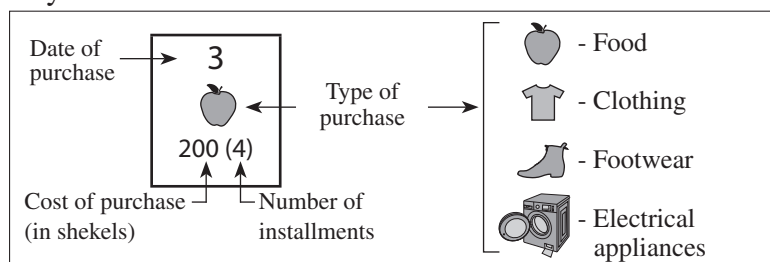 Date of
purchase
3
200 (4)
Cost of purchase
(in shekels)
Number of
installments
Type of
purchase
- Food
- Clothing
- Footwear
- Electrical
appliances